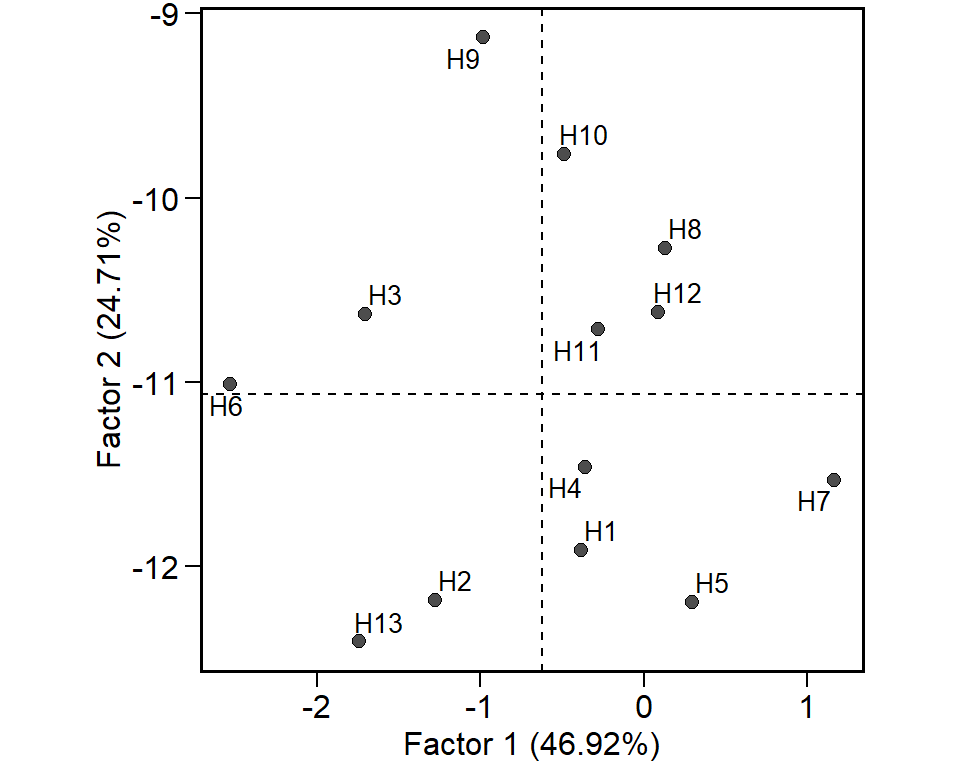 -9
H9
H10
-10
H8
H3
H12
H11
-11
H6
H4
H7
H1
-12
H2
H5
H13
Factor 2 (24.71%)
-2
-1
0
1
Factor 1 (46.92%)